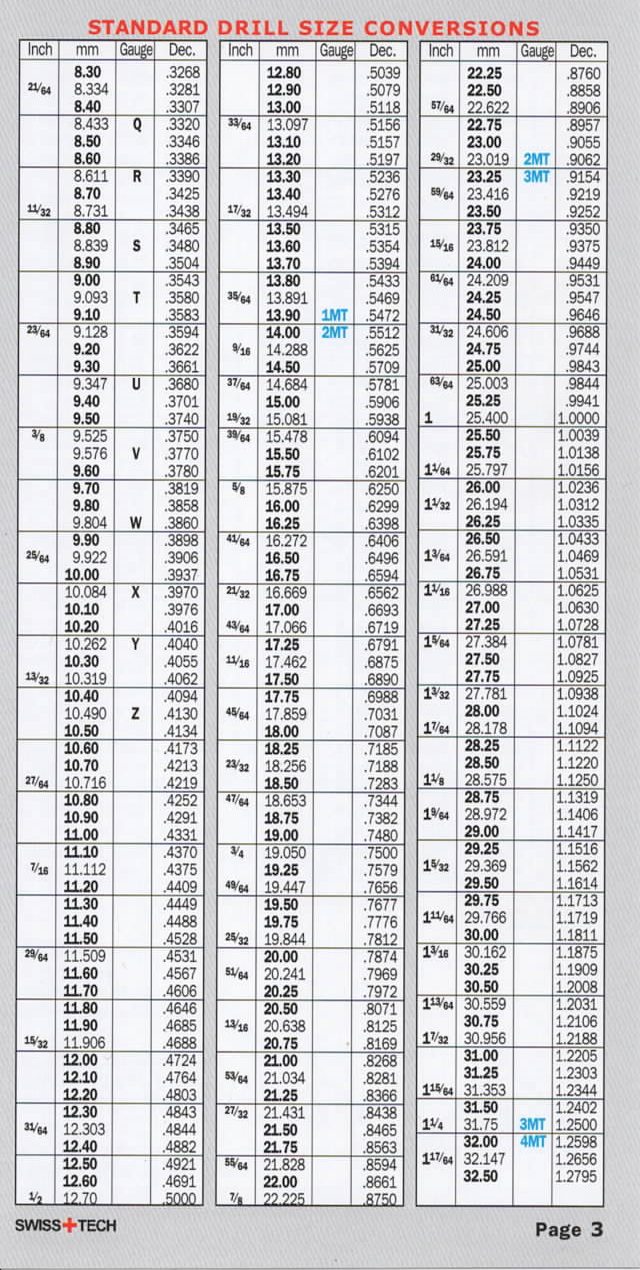 STANDARD DRILL SIZE CONVERSIONS
Inch mm Gauge Dec.
8.30 .3268
21/64 8.334 .3281
8.40 .3307
8.433 Q .3320
8.50 .3346
8.60 .3386
8.611 R .3390
8.70 .3425
11/32 8.731 .3438
8.80 .3465
8.839 S .3480
8.90 .3504
9.00 .3543
9.093 T .3580
9.10 .3583
23/64 9.128 .3594
9.20 .3622
9.30 .3661
9.347 U .3680
9.40 .3701
9.50 .3740
3/8 9.525 .3750
9.576 V .3770
9.60 .3780
9.70 .3819
9.80 .3858
9.804 W .3860
9.90 .3898
25/64 9.922 .3906
10.00 .3937
10.084 X .3970
10.10 .3976
10.20 .4016
10.262 Y .4040
10.30 .4055
13/32 10.319 .4062
10.40 .4094
10.490 Z .4130
10.50 .4134
10.60 .4173
10.70 .4213
27/64 10.716 .4219
10.80 .4252
10.90 .4291
11.00 .4331
11.10 .4370
7/16 11.112 .4375
11.20 .4409
11.30 .4449
11.40 .4488
11.50 .4528
29/64 11.509 .4531
11.60 .4567
11.70 .4606
11.80 .4646
11.90 .4685
15/32 11.906 .4688
12.00 .4724
12.10 .4764
12.20 .4803
12.30 .4843
31/64 12.303 .4844
12.40 .4882
12.50 .4921
12.60 .4691
1/2 12.70 .5000
Inch mm Gauge Dec.
12.80 .5039
12.90 .5079
13.00 .5118
33/64 13.097 .5156
13.10 .5157
13.20 .5197
13.30 .5236
13.40 .5276
17/32 13.494 .5312
13.50 .5315
13.60 .5354
13.70 .5394
13.80 .5433
35/64 13.891 .5469
13.90 1MT .5472
14.00 2MT .5512
9/16 14.288 .5625
14.50 .5709
37/64 14.684 .5781
15.00 .5906
19/32 15.081 .5938
39/64 15.478 .6094
15.50 .6102
15.75 .6201
5/8 15.875 .6250
16.00 .6299
16.25 .6398
41/64 16.272 .6406
16.50 .6496
16.75 .6594
21/32 16.669 .6562
17.00 .6693
43/64 17.066 .6719
17.25 .6791
11/16 17.462 .6875
17.50 .6890
17.75 .6988
45/64 17.859 .7031
18.00 .7087
18.25 .7185
23/32 18.256 .7188
18.50 .7283
47/64 18.653 .7344
18.75 .7382
19.00 .7480
3/4 19.050 .7500
19.25 .7579
49/64 19.447 .7656
19.50 .7677
19.75 .7776
25/32 19.844 .7812
20.00 .7874
51/64 20.241 .7969
20.25 .7972
20.50 .8071
13/16 20.638 .8125
20.75 .8169
21.00 .8268
53/64 21.034 .8281
21.25 .8366
27/32 21.431 .8438
21.50 .8465
21.75 .8563
55/64 21.828 .8594
22.00 .8661
7/8 22.225 .8750
Inch mm Gauge Dec.
22.25 .8760
22.50 .8858
57/64 22.622 .8906
22.75 .8957
23.00 .9055
29/32 23.019 2MT .9062
23.25 3MT .9154
59/64 23.416 .9219
23.50 .9252
23.75 .9350
15/16 23.812 .9375
24.00 .9449
61/64 24.209 .9531
24.25 .9547
24.50 .9646
31/32 24.606 .9688
24.75 .9744
25.00 .9843
63/64 25.003 .9844
25.25 .9941
1 25.400 1.0000
25.50 1.0039
25.75 1.0138
1 1/64 25.797 1.0156
26.00 1.0236
1 1/32 26.194 1.0312
26.25 1.0335
26.50 1.0433
1 3/64 26.591 1.0469
26.75 1.0531
1 1/16 26.988 1.0625
27.00 1.0630
27.25 1.0728
1 5/64 27.384 1.0781
27.50 1.0827
27.75 1.0925
1 3/32 27.781 1.0938
28.00 1.1024
1 7/64 28.178 1.1094
28.25 1.1122
28.50 1.1220
1 1/8 28.575 1.1250
28.75 1.1319
1 9/64 28.972 1.1406
29.00 1.1417
29.25 1.1516
1 5/32 29.369 1.1562
29.50 1.1614
29.75 1.1713
1 11/64 29.766 1.1719
30.00 1.1811
1 3/16 30.162 1.1875
30.25 1.1909
30.50 1.2008
1 13/64 30.559 1.2031
30.75 1.2106
1 7/32 30.956 1.2188
31.00 1.2205
31.25 1.2303
1 15/64 31.353 1.2344
31.50 1.2402
1 1/4 31.75 3MT 1.2500
32.00 4MT 1.2598
1 17/64 32.147 1.2656
32.50 1.2795
SWISS+TECH
Page 3